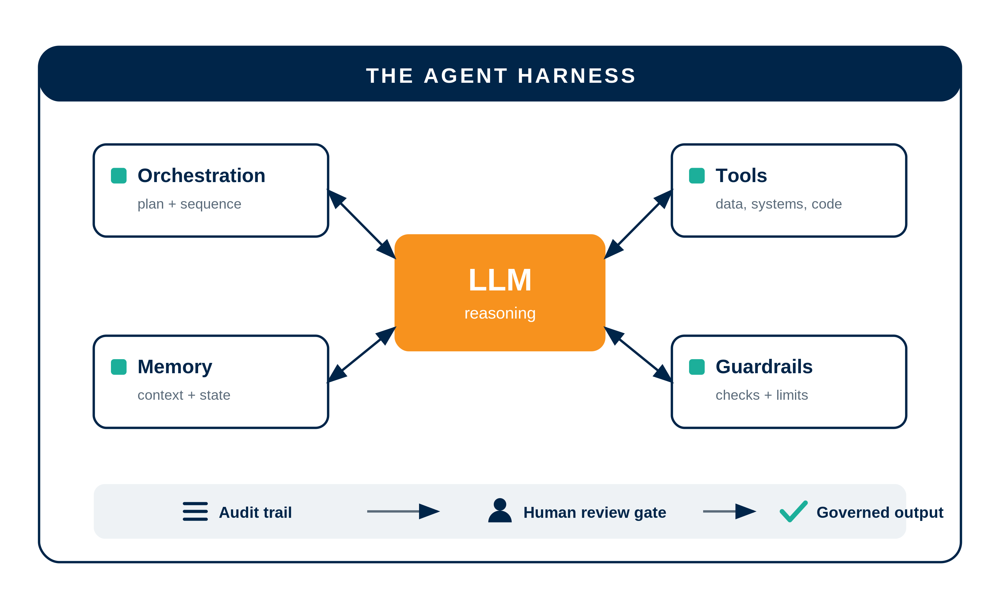 THE AGENT HARNESS
Orchestration
plan + sequence
Tools
data, systems, code
LLM
reasoning
Memory
context + state
Guardrails
checks + limits
Audit trail
Human review gate
Governed output